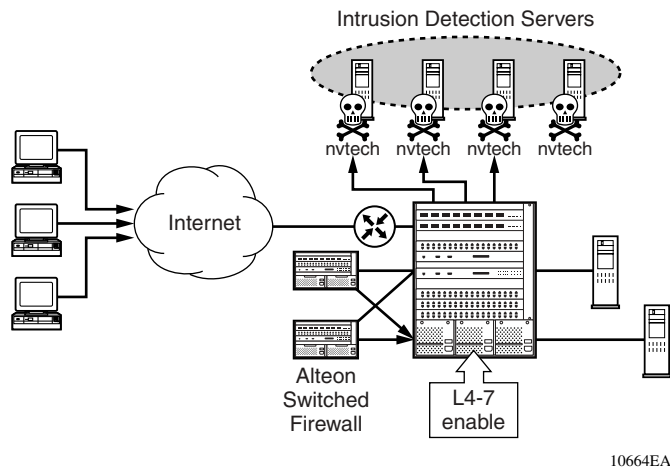 Intrusion Detection Servers
nvtech nvtech nvtech nvtech
Internet
Alteon
Switched
Firewall
L4-7
enable
10664EA